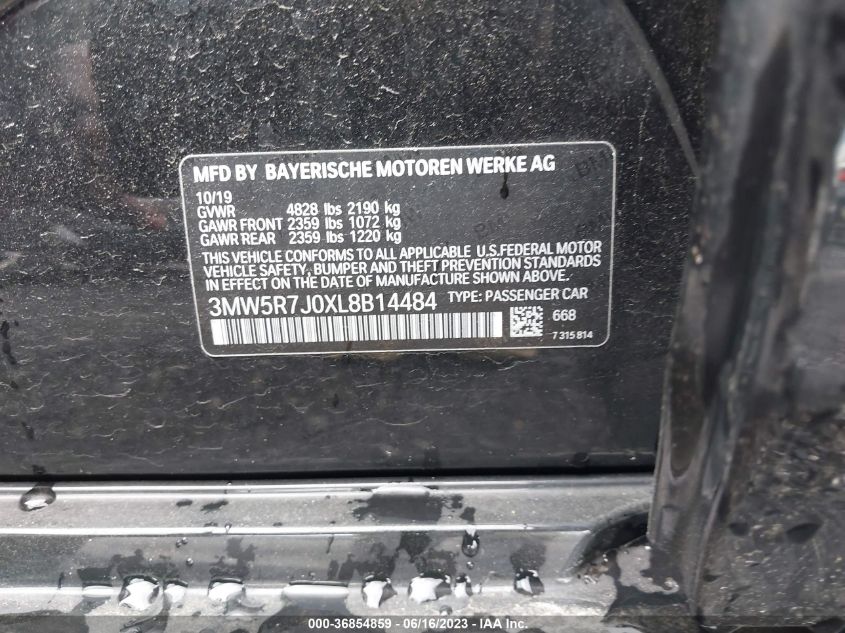 MFD BY BAYERISCHE MOTOREN WERKE AG
10/19
GVWR 4828 lbs 2190 kg
GAWR FRONT 2359 lbs 1072 kg
GAWR REAR 2359 lbs 1220 kg
THIS VEHICLE CONFORMS TO ALL APPLICABLE U.S.FEDERAL MOTOR
VEHICLE SAFETY, BUMPER AND THEFT PREVENTION STANDARDS
IN EFFECT ON THE DATE OF MANUFACTURE SHOWN ABOVE.
3MW5R7J0XL8B14484 TYPE: PASSENGER CAR
668
7 315 814
000-36854859 - 06/16/2023 - IAAI.COM